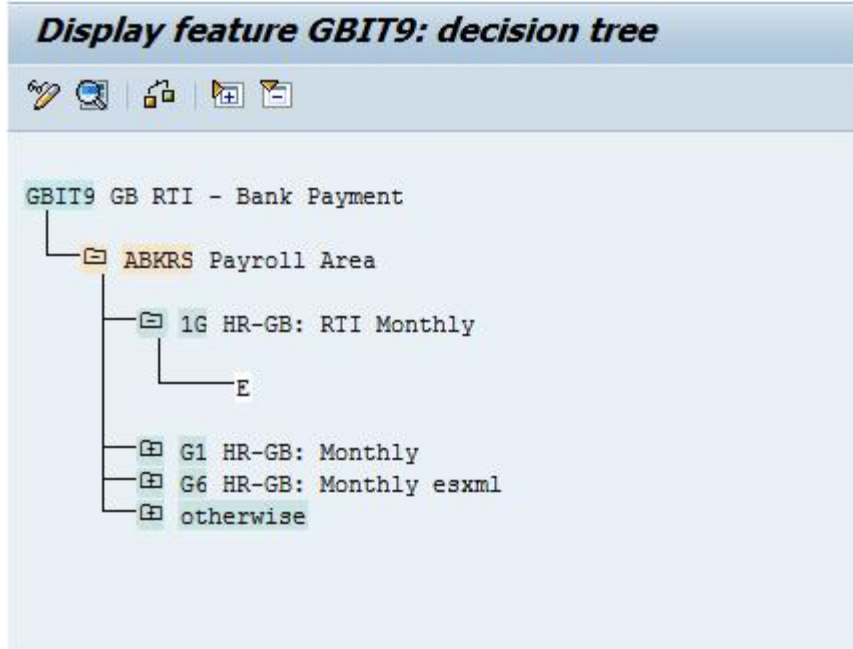 Display feature GBIT9: decision tree
GBIT9 GB RTI - Bank Payment
ABKRS Payroll Area
1G HR-GB: RTI Monthly
E
G1 HR-GB: Monthly
G6 HR-GB: Monthly esxml
otherwise